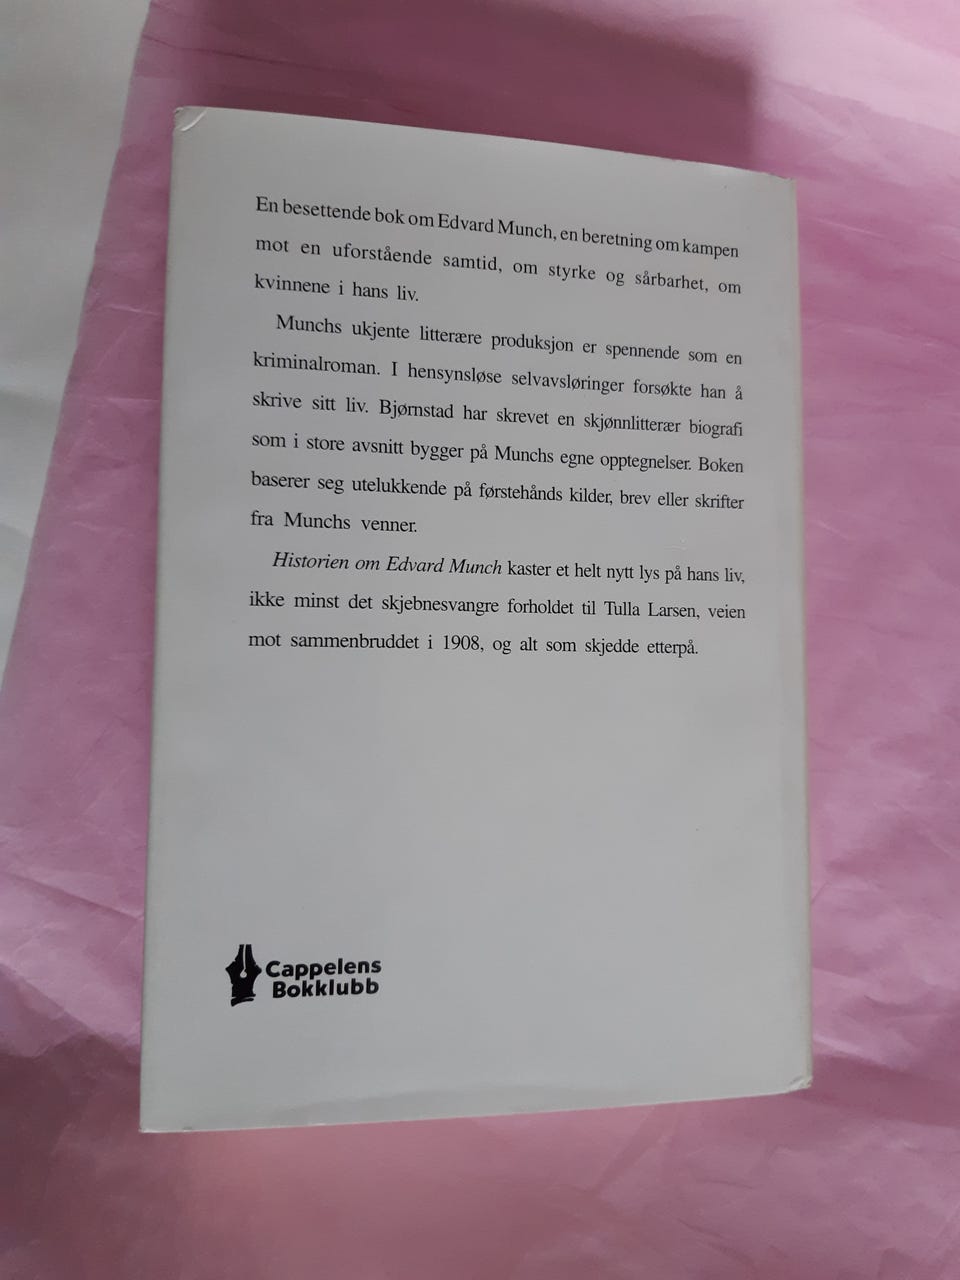 En besettende bok om Edvard Munch, en beretning om kampen
mot en uforstående samtid, om styrke og sårbarhet, om
kvinnene i hans liv.
Munchs ukjente litterære produksjon er spennende som en
kriminalroman. I hensynsløse selvavsløringer forsøkte han å
skrive sitt liv. Bjørnstad har skrevet en skjønnlitterær biografi
som i store avsnitt bygger på Munchs egne opptegnelser. Boken
baserer seg utelukkende på førstehånds kilder, brev eller skrifter
fra Munchs venner.
Historien om Edvard Munch kaster et helt nytt lys på hans liv,
ikke minst det skjebnesvangre forholdet til Tulla Larsen, veien
mot sammenbruddet i 1908, og alt som skjedde etterpå.
Cappelens
Bokklubb